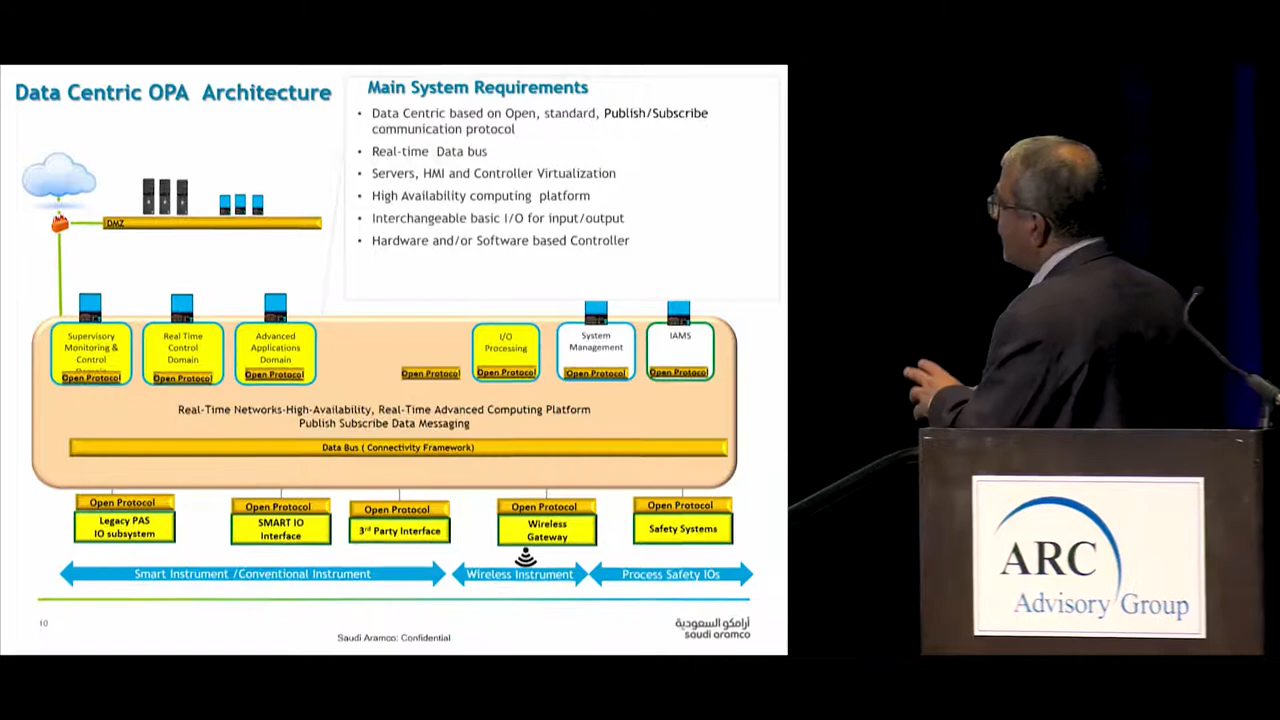 Data Centric OPA Architecture
Main System Requirements
• Data Centric based on Open, standard, Publish/Subscribe
communication protocol
• Real-time Data bus
• Servers, HMI and Controller Virtualization
• High Availability computing platform
• Interchangeable basic I/O for input/output
• Hardware and/or Software based Controller
DMZ
Supervisory
Monitoring &
Control
Domain
Open Protocol
Real Time
Control
Domain
Open Protocol
Advanced
Applications
Domain
Open Protocol
Open Protocol
I/O
Processing
Open Protocol
System
Management
Open Protocol
IAMS
Open Protocol
Real-Time Networks-High-Availability, Real-Time Advanced Computing Platform
Publish Subscribe Data Messaging
Data Bus ( Connectivity Framework)
Open Protocol
Legacy PAS
IO subsystem
Open Protocol
SMART IO
Interface
Open Protocol
3rd Party Interface
Open Protocol
Wireless
Gateway
Open Protocol
Safety Systems
Smart Instrument /Conventional Instrument
Wireless Instrument
Process Safety IOs
10
Saudi Aramco: Confidential
أرامكو السعودية
saudi aramco
ARC
Advisory Group